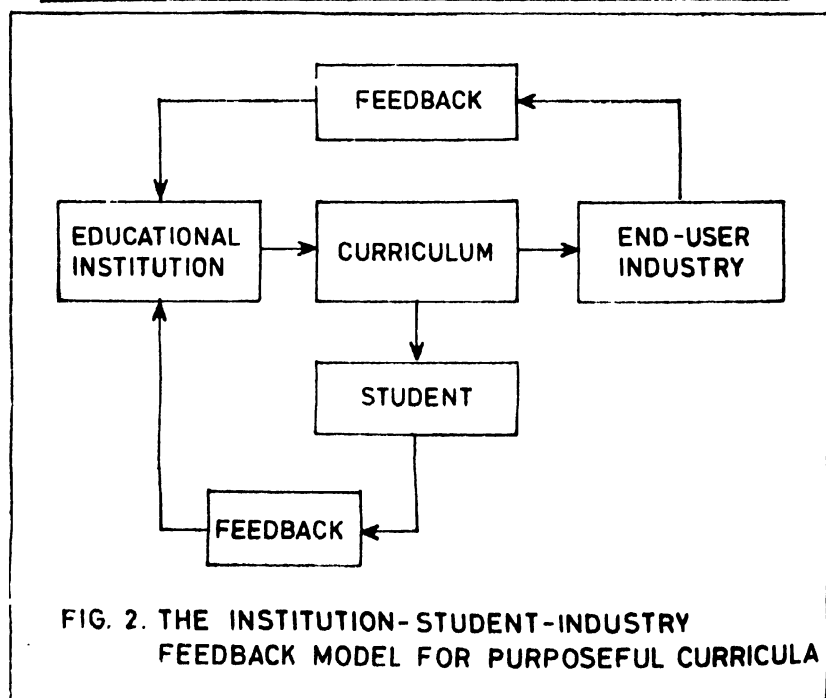 FEEDBACK
EDUCATIONAL
INSTITUTION
CURRICULUM
END-USER
INDUSTRY
STUDENT
FEEDBACK
FIG. 2. THE INSTITUTION-STUDENT-INDUSTRY
FEEDBACK MODEL FOR PURPOSEFUL CURRICULA